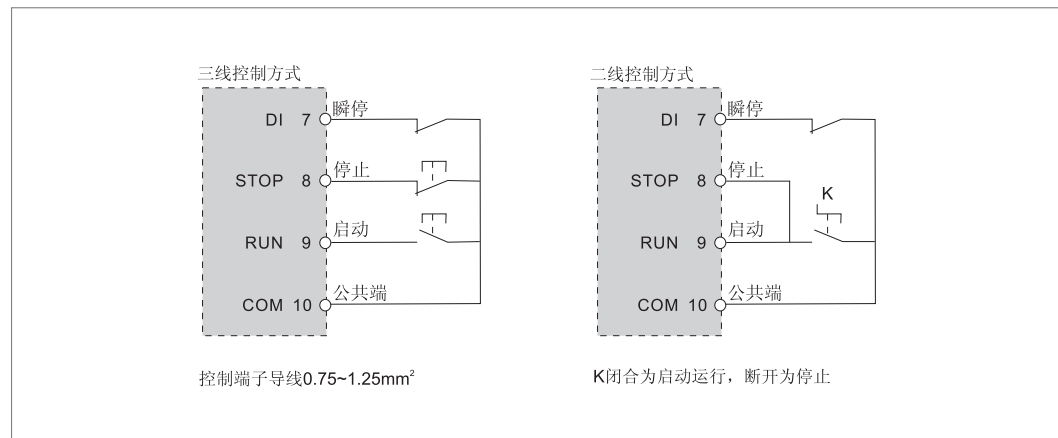 三线控制方式
DI 7 瞬停
STOP 8 停止
RUN 9 启动
COM 10 公共端
控制端子导线0.75~1.25mm²
二线控制方式
DI 7 瞬停
STOP 8 停止
K
RUN 9 启动
COM 10 公共端
K闭合为启动运行，断开为停止